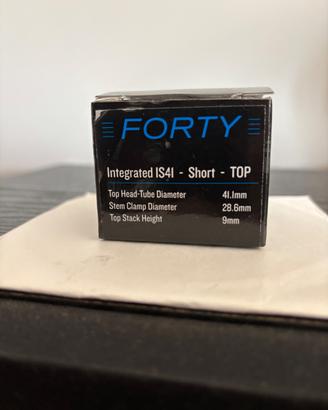 FORTY
Integrated IS41 - Short - TOP
Top Head-Tube Diameter 41.1mm
Stem Clamp Diameter 28.6mm
Top Stack Height 9mm